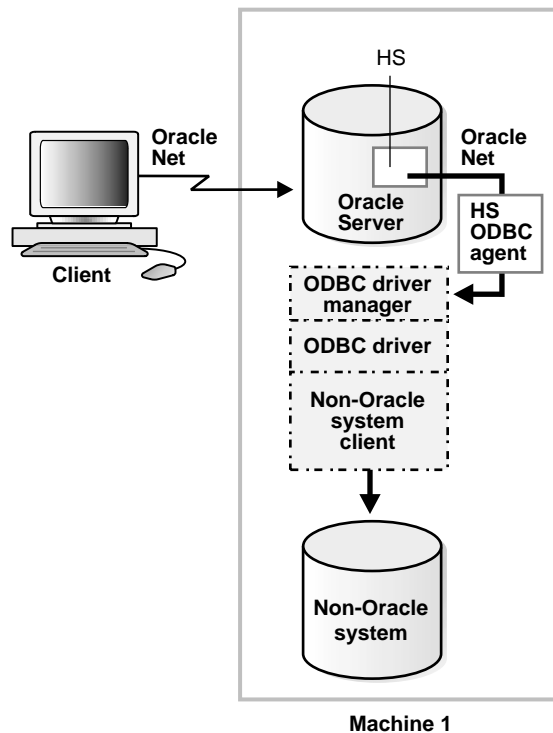 HS
Oracle
Net
Oracle
Server
Oracle
Net
HS
ODBC
agent
Client
ODBC driver
manager
ODBC driver
Non-Oracle
system
client
Non-Oracle
system
Machine 1